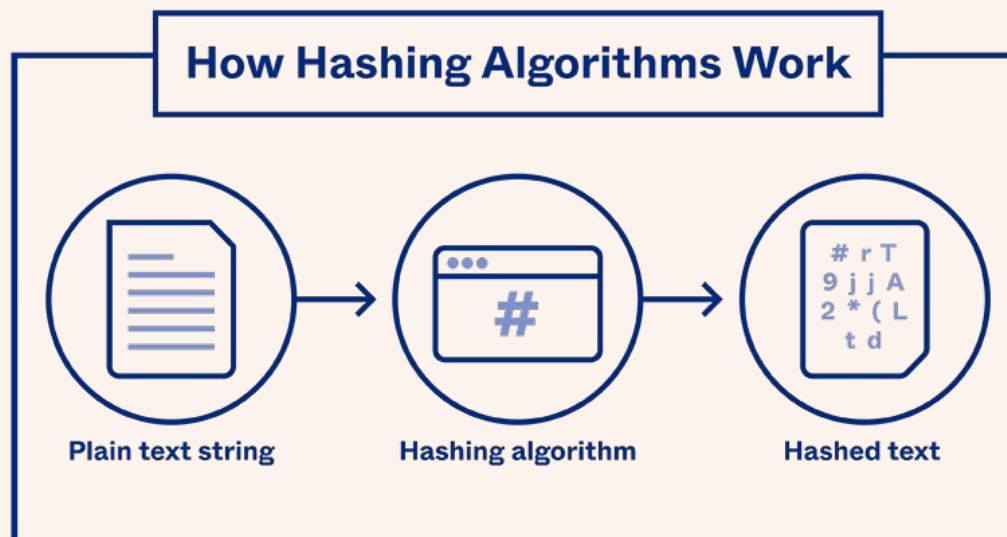 How Hashing Algorithms Work
#
# r T
9 j j A
2 * ( L
t d
Plain text string
Hashing algorithm
Hashed text